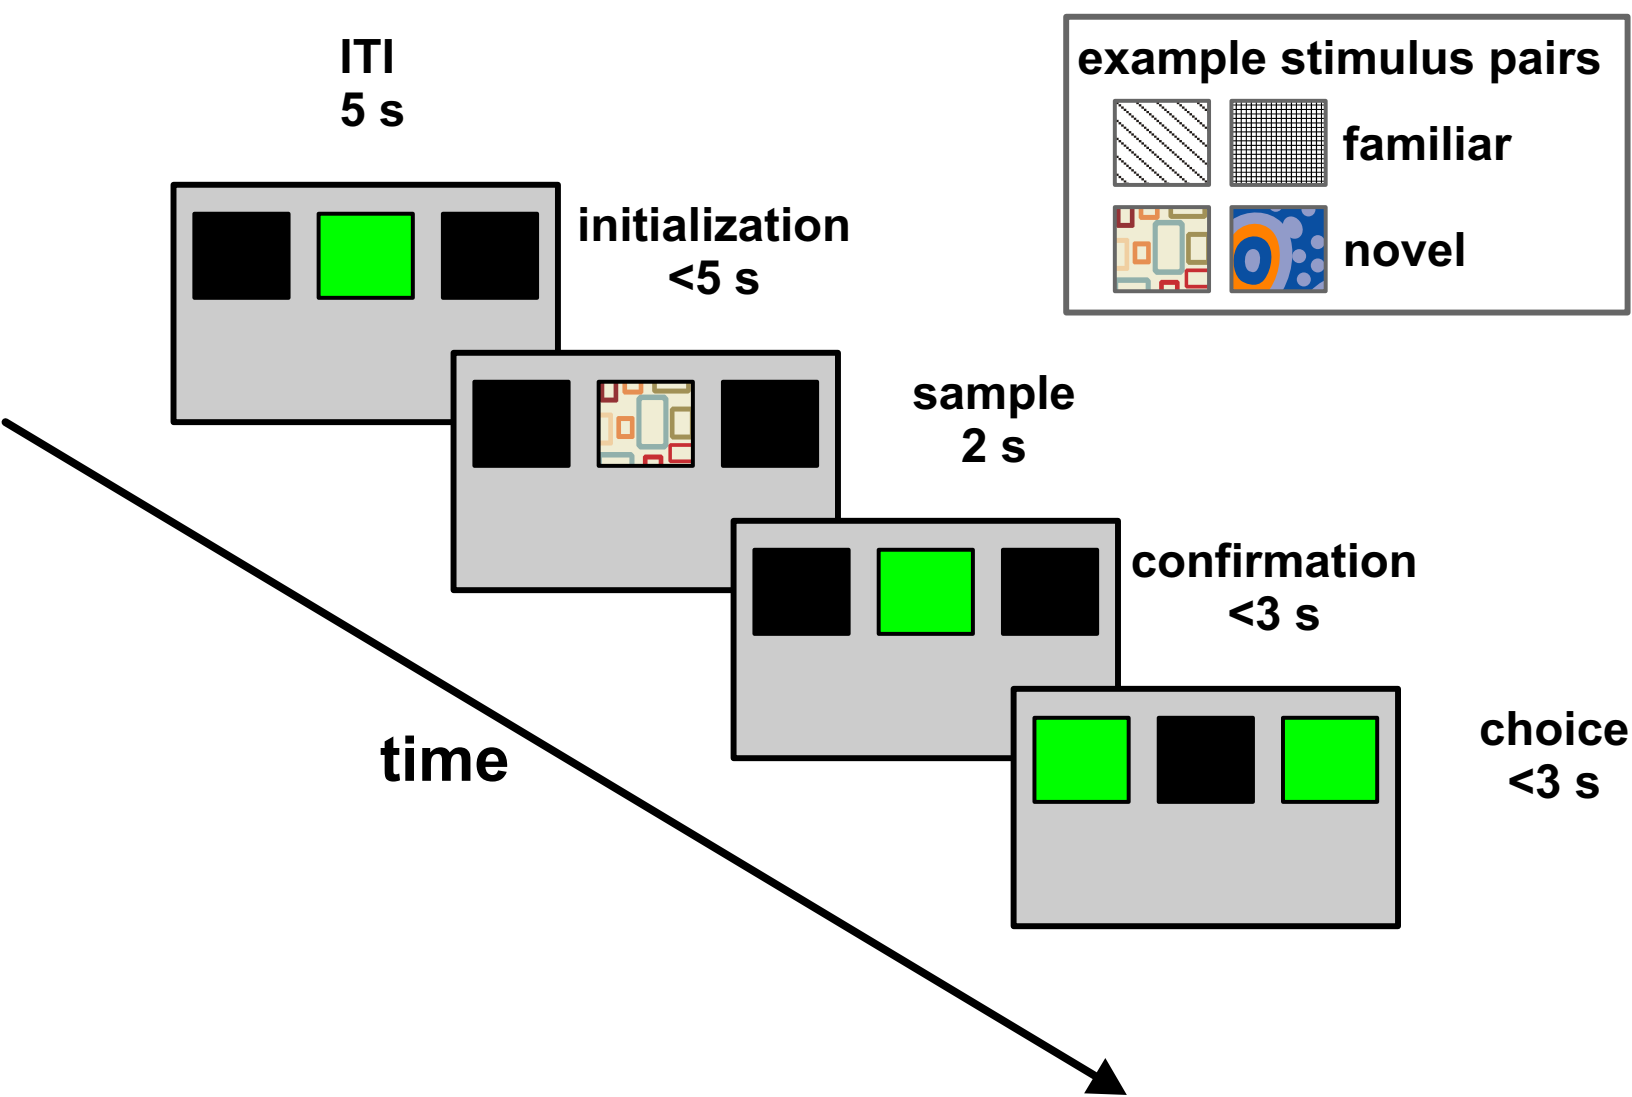 ITI
5 s
example stimulus pairs
familiar
novel
initialization
<5 s
sample
2 s
confirmation
<3 s
choice
<3 s
time